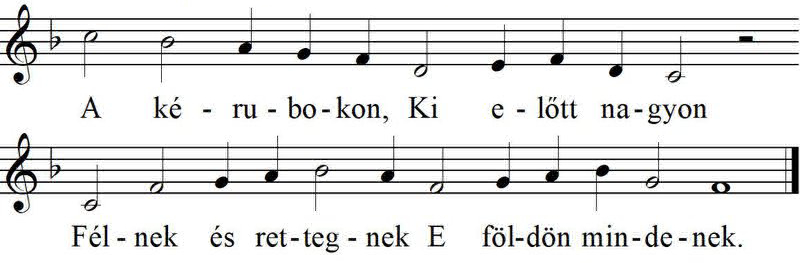 A ké - ru - bo - kon, Ki e - lőtt na - gyon
Fél - nek és ret - teg - nek E föl - dön min - de - nek.